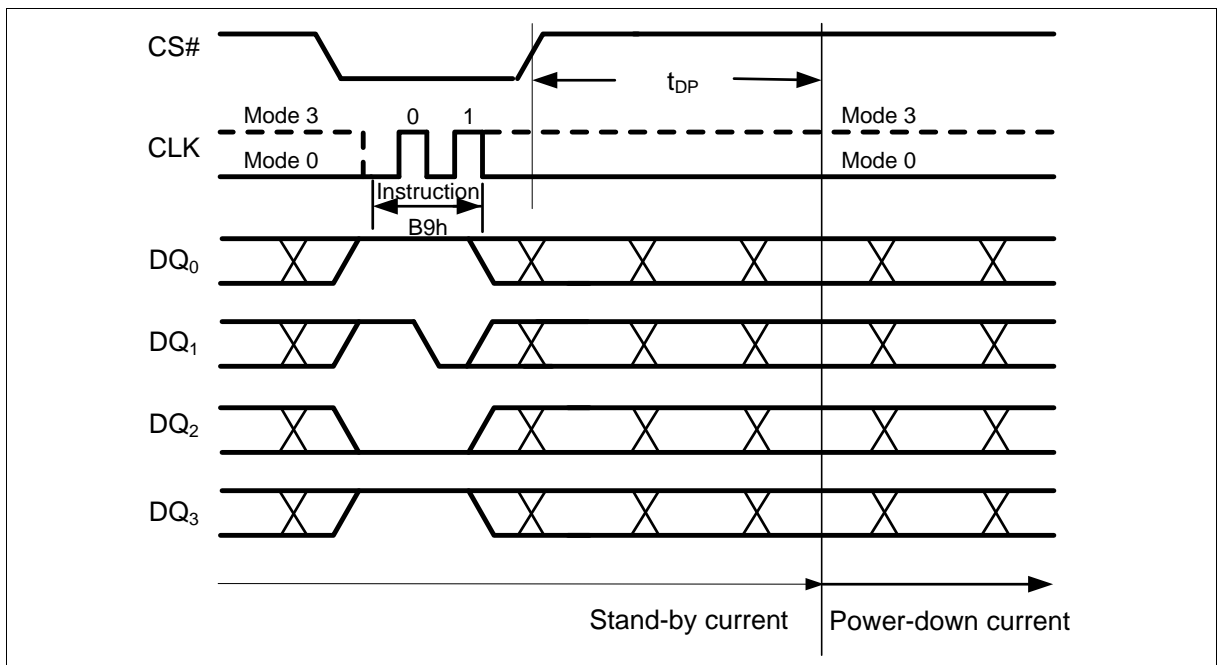 CS#
tDP
Mode 3 0 1 Mode 3
CLK
Mode 0 Mode 0
Instruction
B9h
DQ0
DQ1
DQ2
DQ3
Stand-by current Power-down current